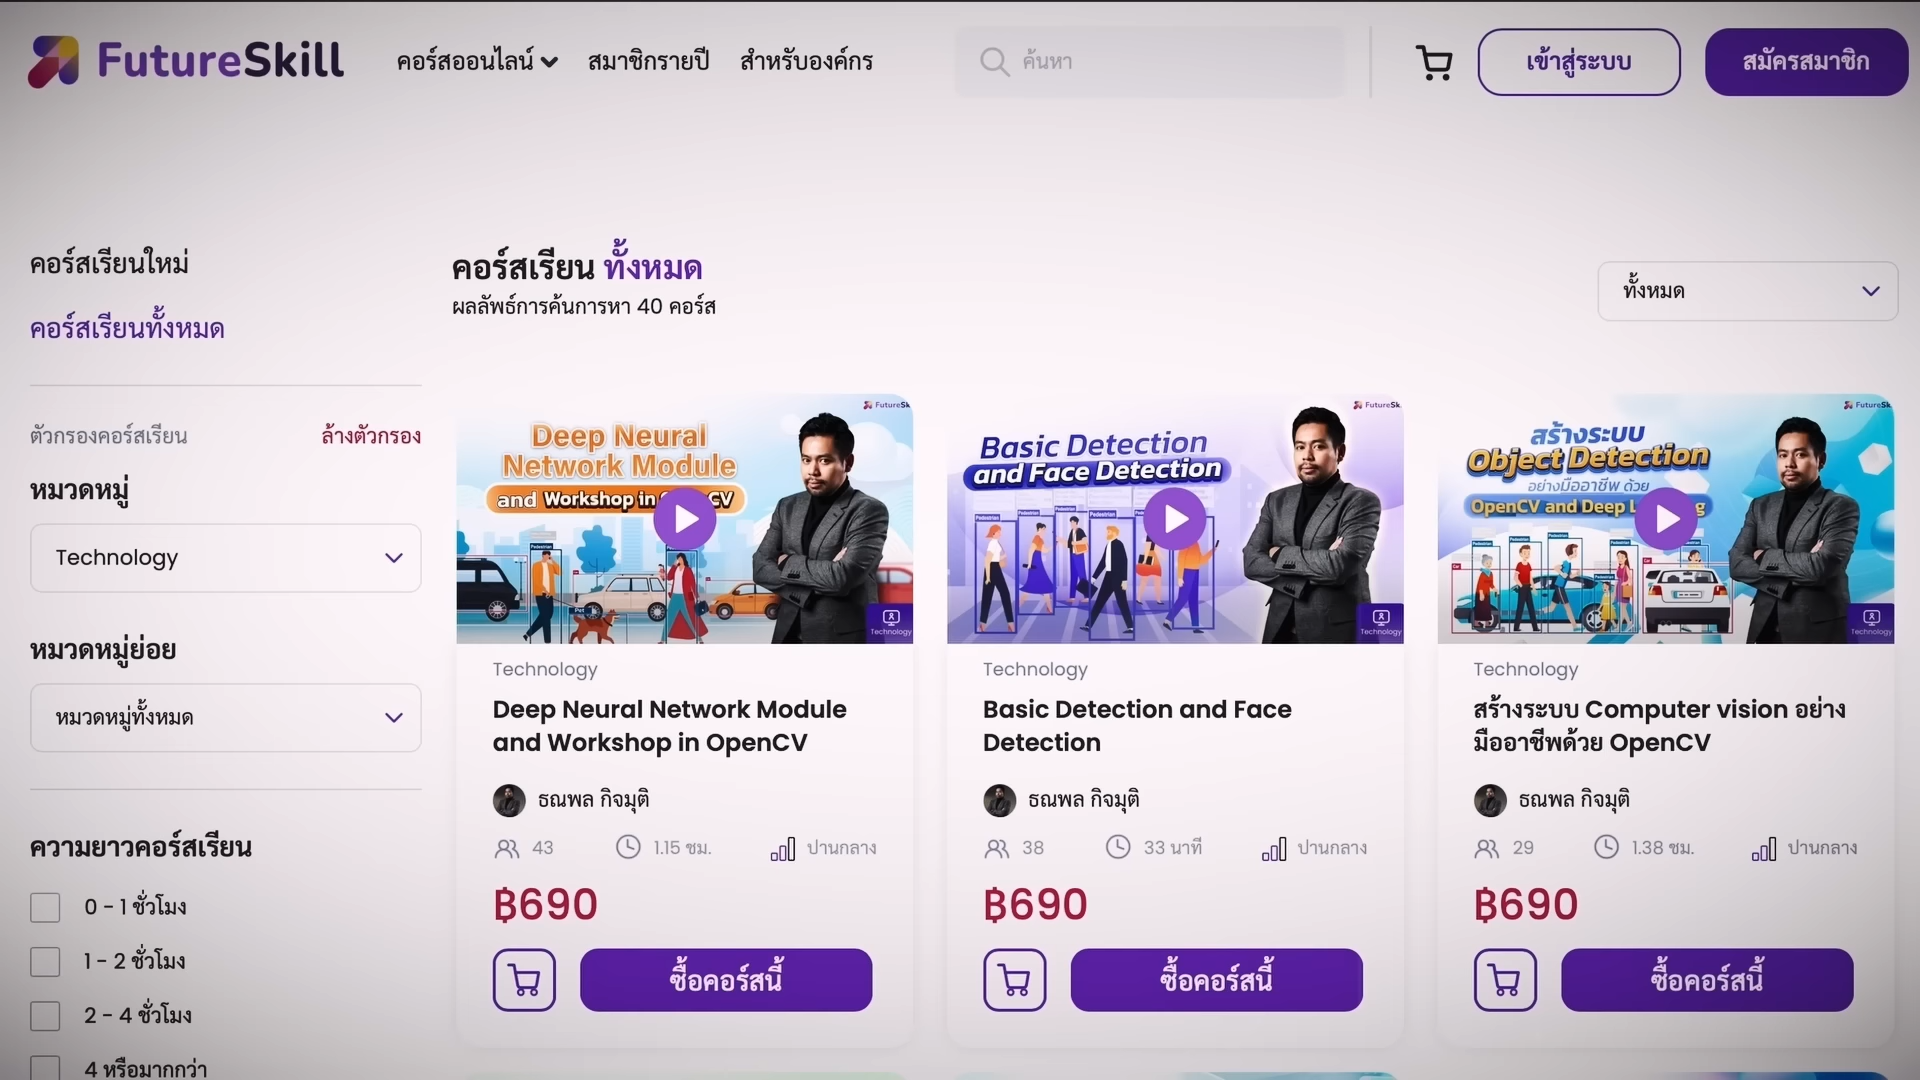 FutureSkill
คอร์สออนไลน์
สมาชิกรายปี
สำหรับองค์กร
ค้นหา
เข้าสู่ระบบ
สมัครสมาชิก
คอร์สเรียนใหม่
คอร์สเรียนทั้งหมด
ตัวกรองคอร์สเรียน
ล้างตัวกรอง
หมวดหมู่
Technology
หมวดหมู่ย่อย
หมวดหมู่ทั้งหมด
ความยาวคอร์สเรียน
0 - 1 ชั่วโมง
1 - 2 ชั่วโมง
2 - 4 ชั่วโมง
4 หรือมากกว่า
คอร์สเรียน ทั้งหมด
ผลลัพธ์การค้นการหา 40 คอร์ส
ทั้งหมด
FutureSk
Deep Neural
Network Module
and Workshop in
CV
Pedestrian
Pet
Technology
Technology
Deep Neural Network Module
and Workshop in OpenCV
ธณพล กิจมุติ
43
1.15 ชม.
ปานกลาง
฿690
ซื้อคอร์สนี้
FutureSk
Basic Detection
and Face Detection
Pedestrian
Pedestrian
Pedestrian
Pedestrian
Technology
Technology
Basic Detection and Face
Detection
ธณพล กิจมุติ
38
33 นาที
ปานกลาง
฿690
ซื้อคอร์สนี้
FutureSk
สร้างระบบ
Object Detection
อย่างมืออาชีพ ด้วย
OpenCV and Deep L
g
Technology
Technology
สร้างระบบ Computer vision อย่าง
มืออาชีพด้วย OpenCV
ธณพล กิจมุติ
29
1.38 ชม.
ปานกลาง
฿690
ซื้อคอร์สนี้